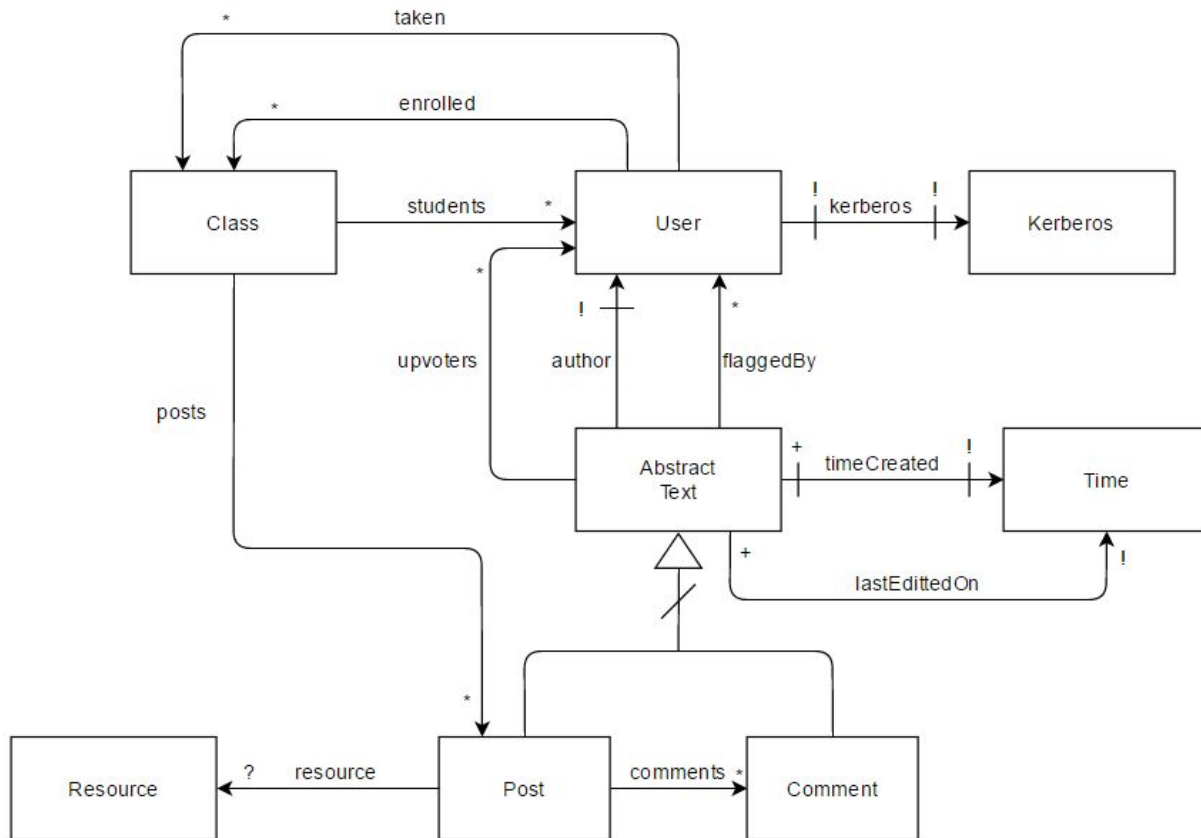 * taken
* enrolled
Class
students *
User
! kerberos !
Kerberos
*
upvoters
! author
*
flaggedBy
posts
Abstract
Text
+ timeCreated !
Time
+ lastEdittedOn !
*
Resource
? resource
Post
comments *
Comment